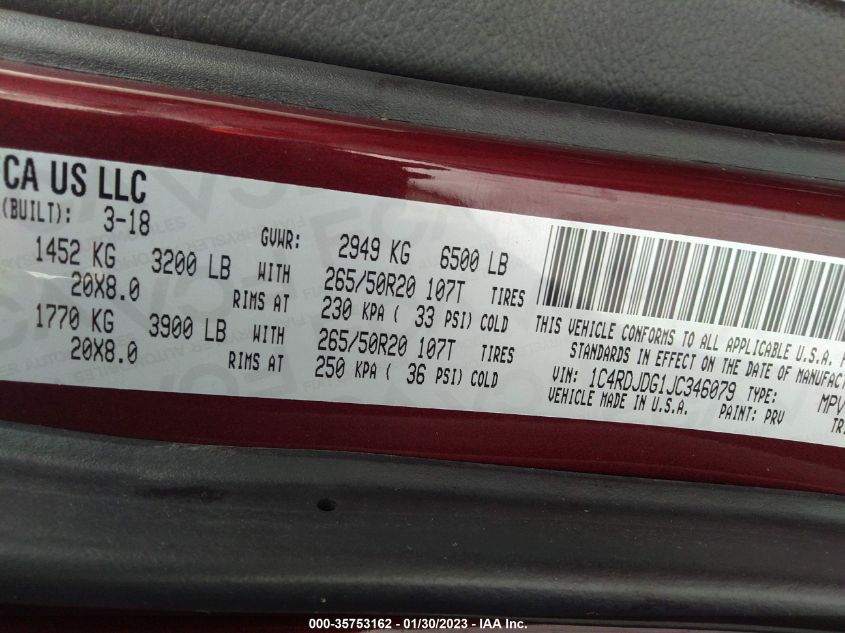 CA US LLC
(BUILT): 3-18
GVWR: 2949 KG 6500 LB
1452 KG 3200 LB WITH 265/50R20 107T TIRES
20X8.0 RIMS AT 230 KPA ( 33 PSI) COLD
1770 KG 3900 LB WITH 265/50R20 107T TIRES
20X8.0 RIMS AT 250 KPA ( 36 PSI) COLD
THIS VEHICLE CONFORMS TO ALL APPLICABLE U.S.A.
STANDARDS IN EFFECT ON THE DATE OF MANUFACT
VIN: 1C4RDJDG1JC346079 TYPE: MPV
VEHICLE MADE IN U.S.A. PAINT: PRV TR
000-35753162 - 01/30/2023 - IAA Inc.